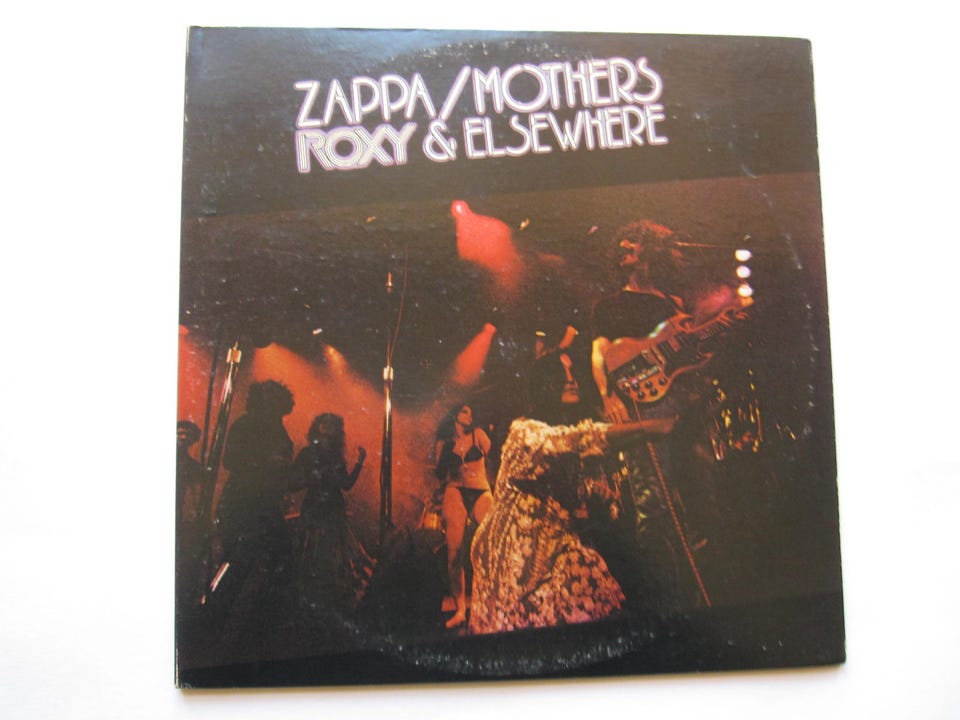 ZAPPA/MOTHERS
ROXY & ELSEWHERE